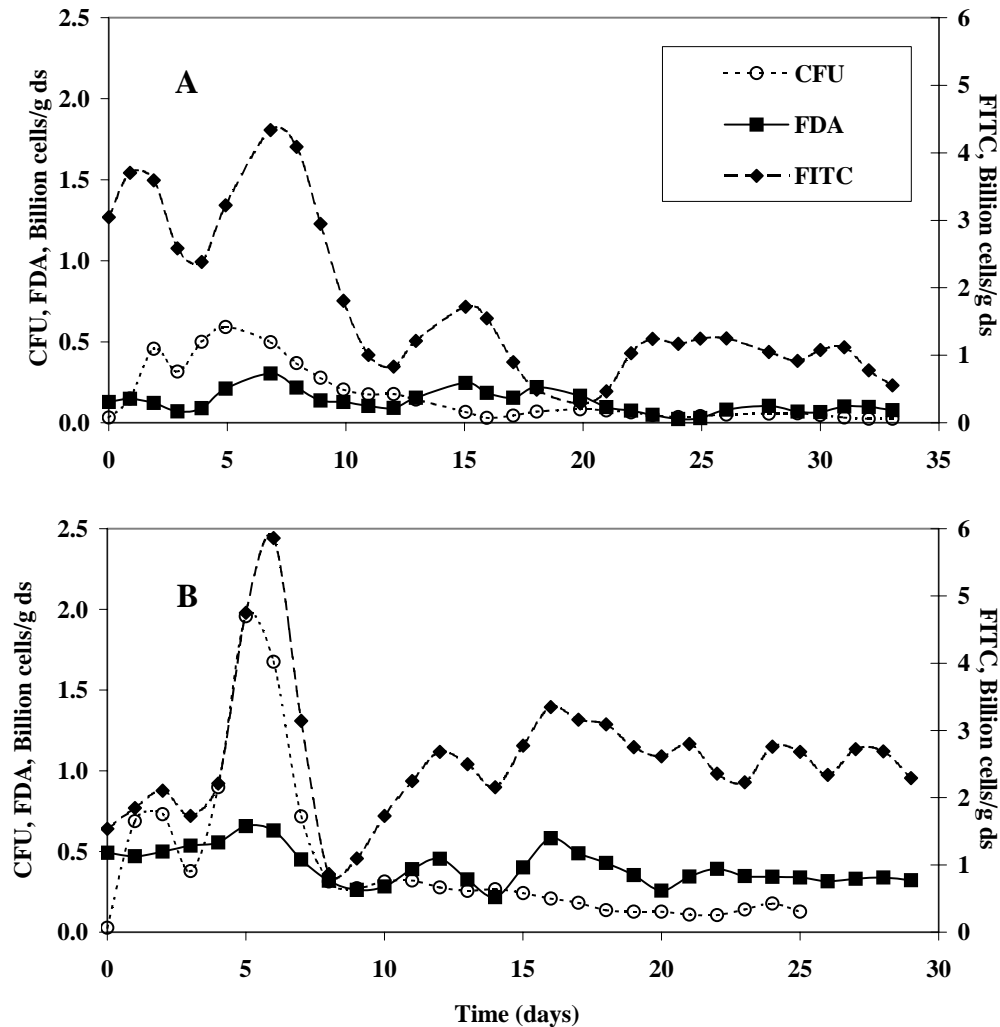 2.5
2.0
1.5
1.0
0.5
0.0
CFU, FDA, Billion cells/g ds
A
CFU
FDA
FITC
6
5
4
3
2
1
0
FITC, Billion cells/g ds
0 5 10 15 20 25 30 35
2.5
2.0
1.5
1.0
0.5
0.0
CFU, FDA, Billion cells/g ds
B
6
5
4
3
2
1
0
FITC, Billion cells/g ds
0 5 10 15 20 25 30
Time (days)